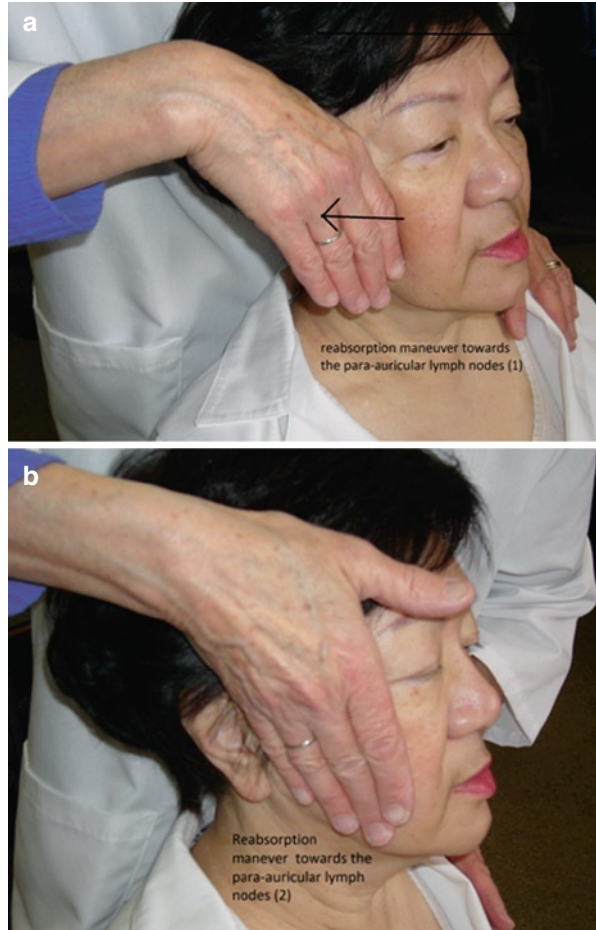 a
reabsorption maneuver towards
the para-auricular lymph nodes (1)
b
Reabsorption
manever towards the
para-auricular lymph
nodes (2)